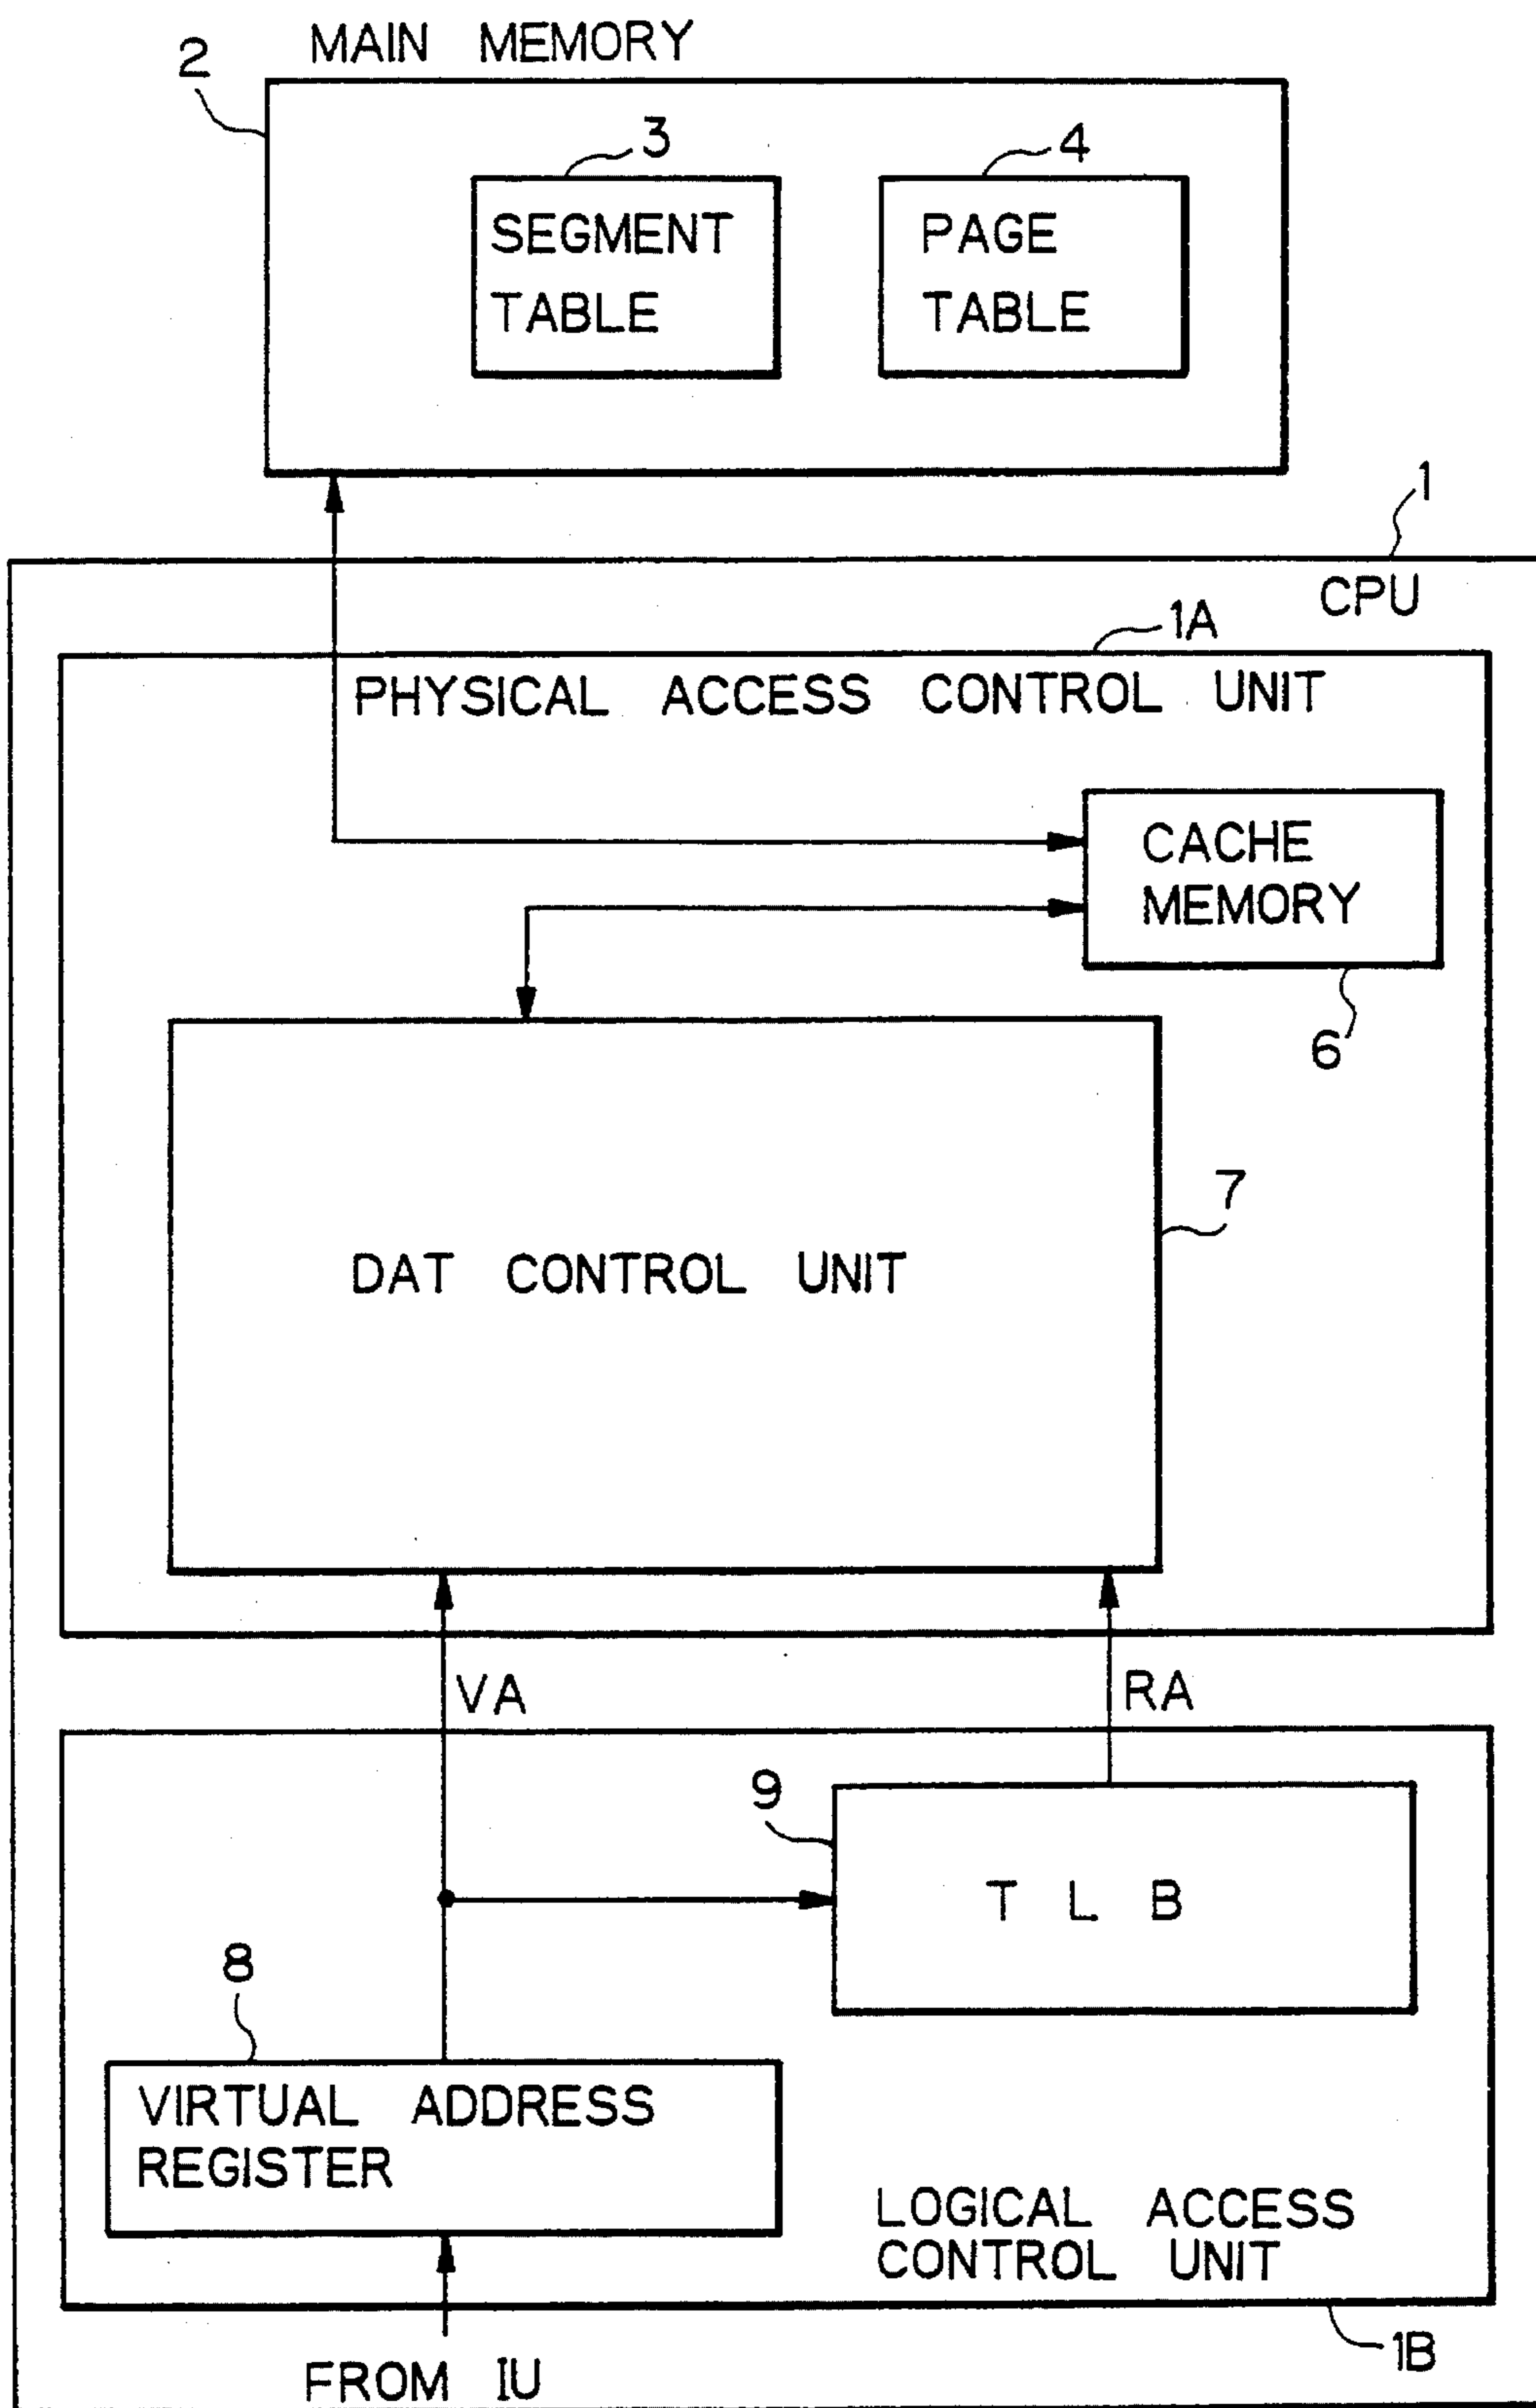 2
MAIN MEMORY
3
4
SEGMENT
TABLE
PAGE
TABLE
1
CPU
1A
PHYSICAL ACCESS CONTROL UNIT
CACHE
MEMORY
6
7
DAT CONTROL UNIT
VA
RA
9
T L B
8
VIRTUAL ADDRESS
REGISTER
LOGICAL ACCESS
CONTROL UNIT
1B
FROM IU